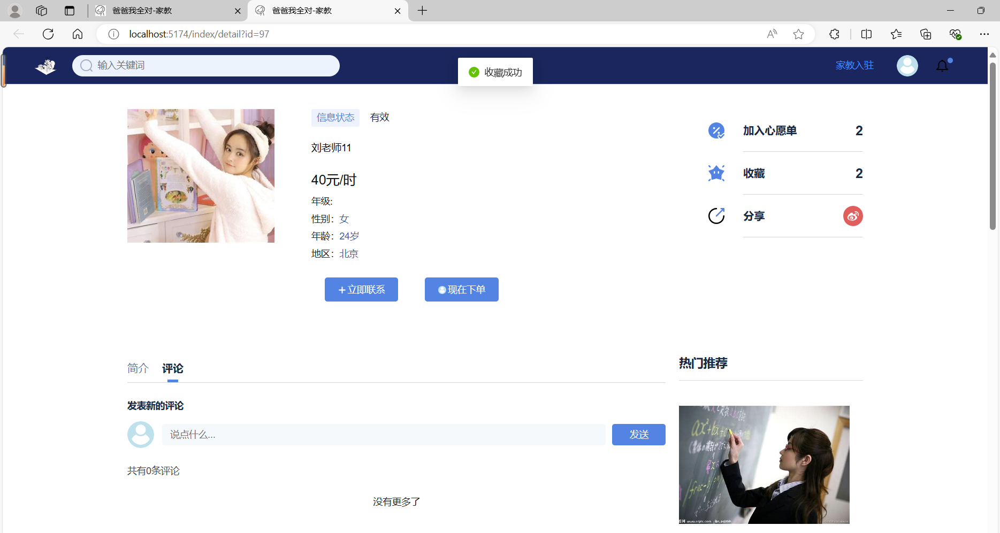 爸爸我全对-家教
爸爸我全对-家教
localhost:5174/index/detail?id=97
输入关键词
收藏成功
家教入驻
信息状态 有效
刘老师11
40元/时
年级:
性别：女
年龄：24岁
地区：北京
+立即联系
现在下单
加入心愿单 2
收藏 2
分享
简介 评论
发表新的评论
说点什么...
发送
共有0条评论
没有更多了
热门推荐
ax²+bx+c
www.nipic.com